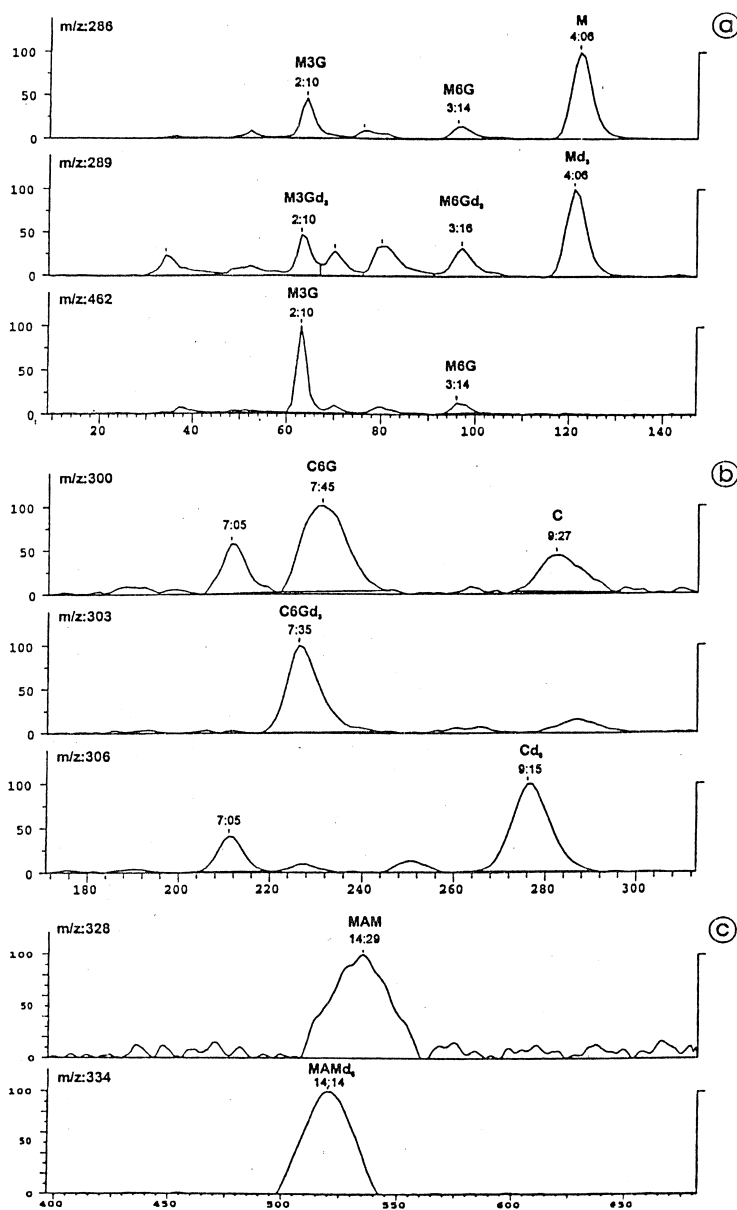 m/z:286
ⓐ
M
4:06
M3G
2:10
M6G
3:14
100
50
0
m/z:289
Md₃
4:06
M3Gd₃
2:10
M6Gd₃
3:16
100
50
0
m/z:462
M3G
2:10
M6G
3:14
100
50
0
20 40 60 80 100 120 140
m/z:300
ⓑ
C6G
7:45
7:05
C
9:27
100
50
0
m/z:303
C6Gd₃
7:35
100
50
0
m/z:306
Cd₆
9:15
7:05
100
50
0
180 200 220 240 260 280 300
m/z:328
ⓒ
MAM
14:29
100
50
0
m/z:334
MAMd₆
14:14
100
50
0
400 500 550 600 630